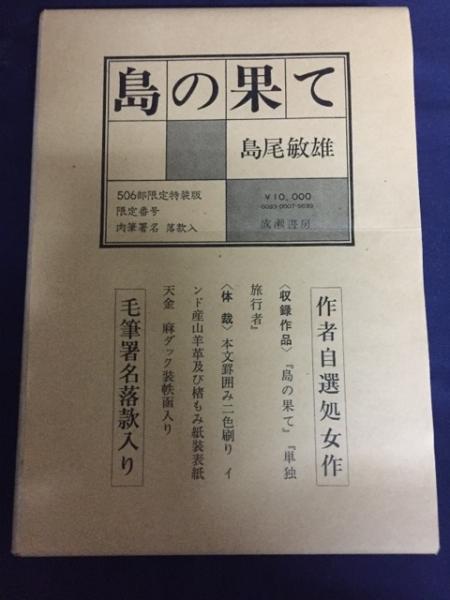 島の果て
島尾敏雄
506部限定特装版
限定番号
肉筆署名 落款入
¥10,000
0093-0007-5633
成瀬書房
作者自選処女作
〈収録作品〉『島の果て』『単独
旅行者』
〈体 裁〉本文罫囲み二色刷り イ
ンド産山羊革及び楮もみ紙装表紙
天金 麻ダック装帙函入り
毛筆署名落款入り